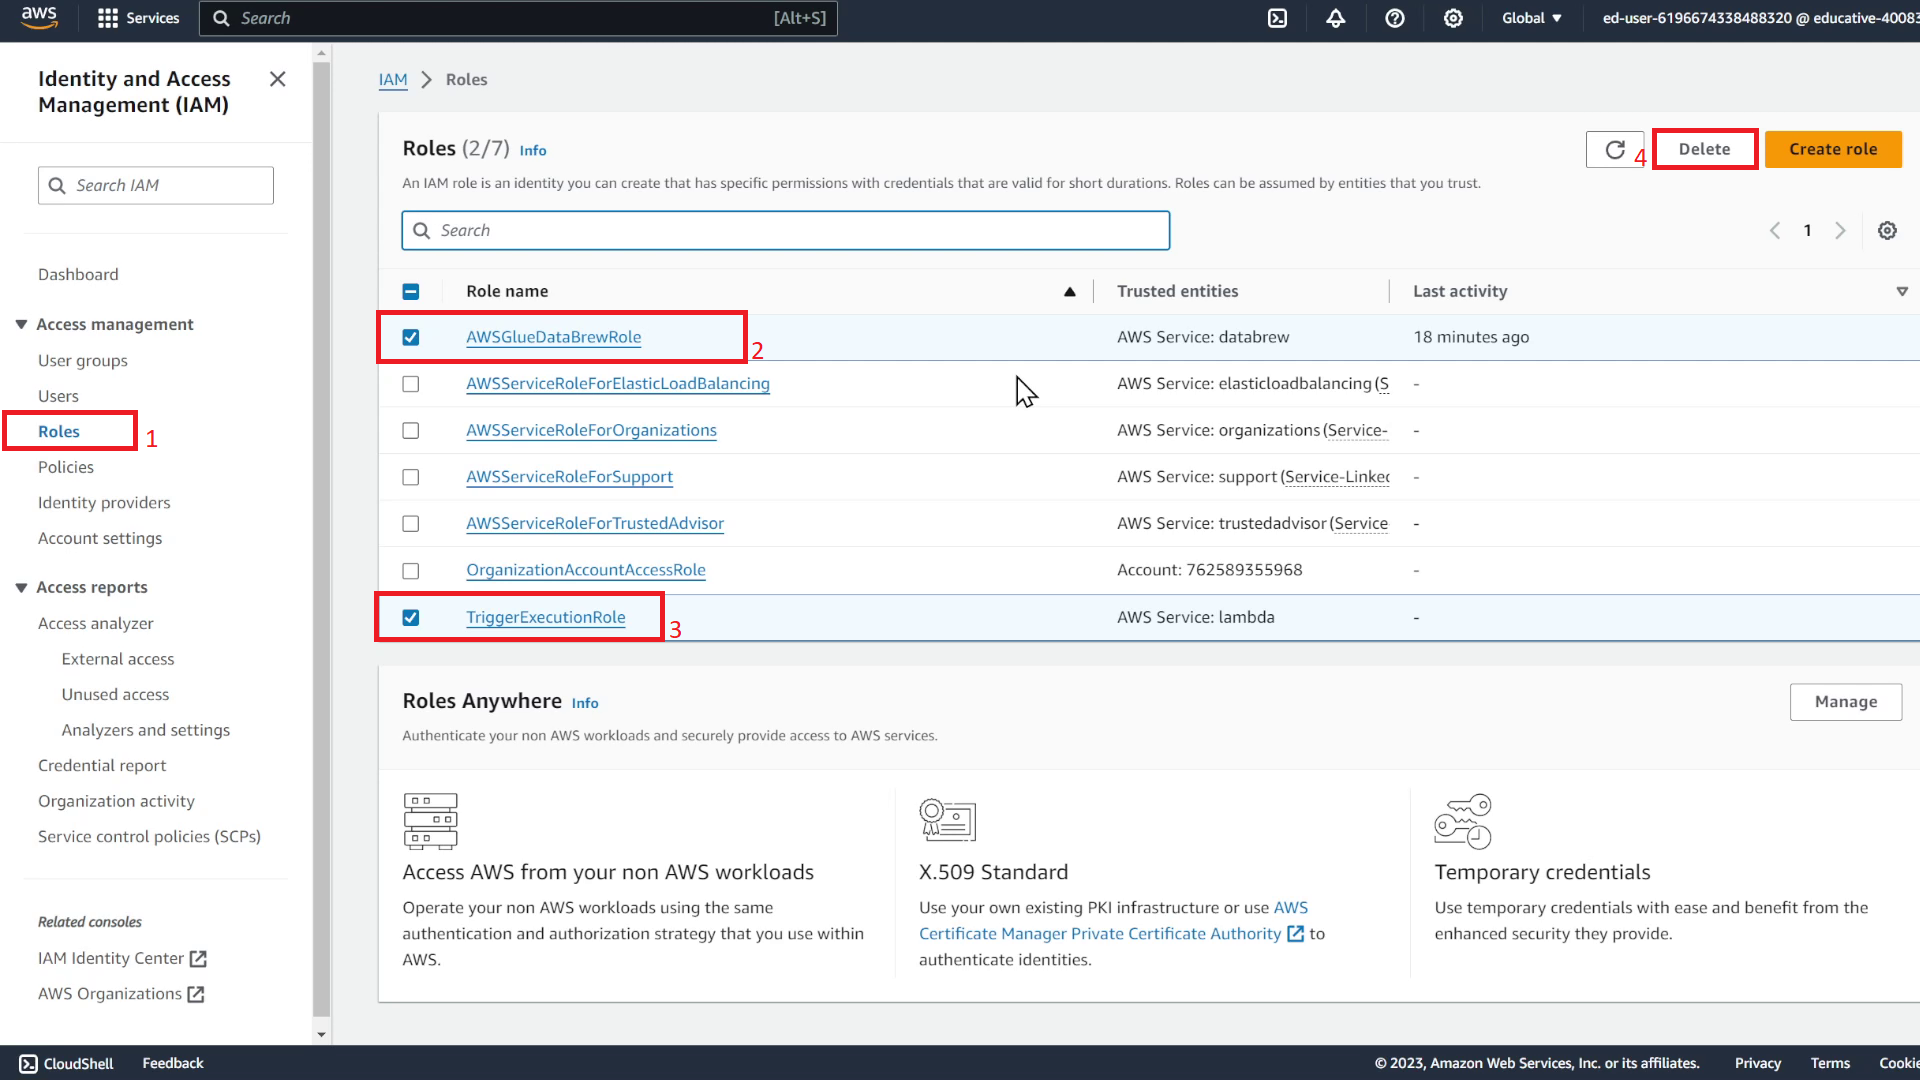 aws
Services
Search
[Alt+S]
Global
ed-user-6196674338488320 @ educative-40083
Identity and Access
Management (IAM)
Search IAM
Dashboard
Access management
User groups
Users
Roles
1
Policies
Identity providers
Account settings
Access reports
Access analyzer
External access
Unused access
Analyzers and settings
Credential report
Organization activity
Service control policies (SCPs)
Related consoles
IAM Identity Center
AWS Organizations
IAM > Roles
Roles (2/7) Info
4
Delete
Create role
An IAM role is an identity you can create that has specific permissions with credentials that are valid for short durations. Roles can be assumed by entities that you trust.
Search
1
Role name
Trusted entities
Last activity
AWSGlueDataBrewRole
2
AWS Service: databrew
18 minutes ago
AWSServiceRoleForElasticLoadBalancing
AWS Service: elasticloadbalancing (S
-
AWSServiceRoleForOrganizations
AWS Service: organizations (Service-
-
AWSServiceRoleForSupport
AWS Service: support (Service-Linked
-
AWSServiceRoleForTrustedAdvisor
AWS Service: trustedadvisor (Service
-
OrganizationAccountAccessRole
Account: 762589355968
-
TriggerExecutionRole
3
AWS Service: lambda
-
Roles Anywhere Info
Manage
Authenticate your non AWS workloads and securely provide access to AWS services.
Access AWS from your non AWS workloads
Operate your non AWS workloads using the same
authentication and authorization strategy that you use within
AWS.
X.509 Standard
Use your own existing PKI infrastructure or use AWS
Certificate Manager Private Certificate Authority to
authenticate identities.
Temporary credentials
Use temporary credentials with ease and benefit from the
enhanced security they provide.
CloudShell
Feedback
© 2023, Amazon Web Services, Inc. or its affiliates.
Privacy
Terms
Cookie